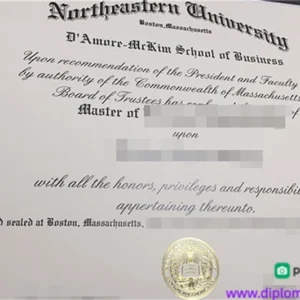 Northeastern University
Boston, Massachusetts
D'Amore-McKim School of Business
Upon recommendation of the President and Faculty
by authority of the Commonwealth of Massachusetts
Board of Trustees has
Master of
upon
with all the honors, privileges and responsibi
appertaining thereunto.
d sealed at Boston, Massachusetts,
P
www.diplom